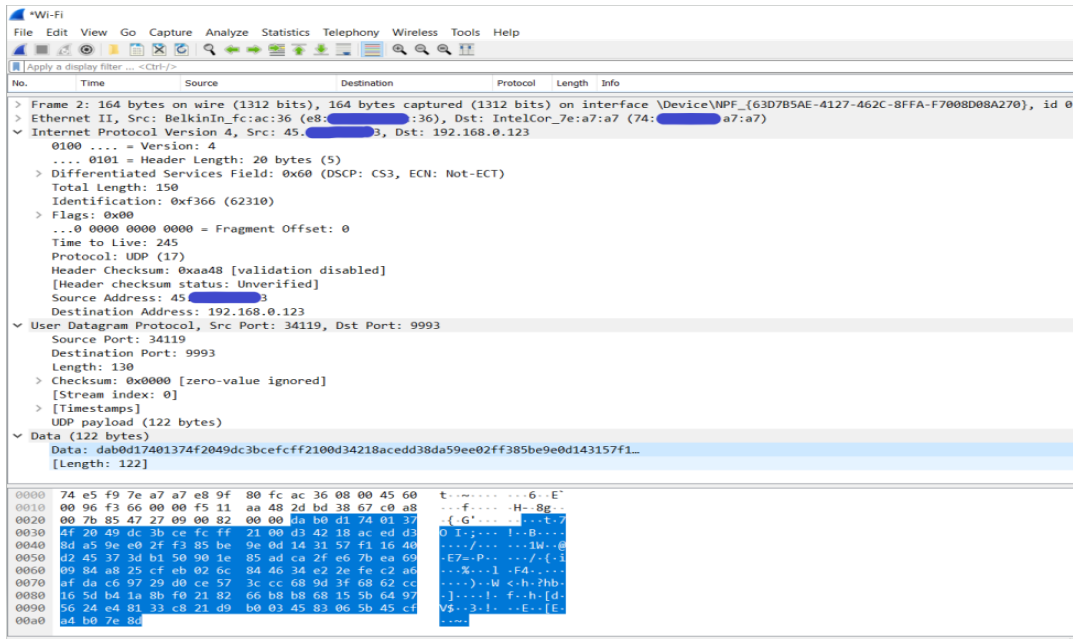 *Wi-Fi
File Edit View Go Capture Analyze Statistics Telephony Wireless Tools Help
Apply a display filter ... <Ctrl-/>
No. Time Source Destination Protocol Length Info
> Frame 2: 164 bytes on wire (1312 bits), 164 bytes captured (1312 bits) on interface \Device\NPF_{63D7B5AE-4127-462C-8FFA-F7008D08A270}, id 0
> Ethernet II, Src: BelkinIn_fc:ac:36 (e8: :36), Dst: IntelCor_7e:a7:a7 (74: a7:a7)
Internet Protocol Version 4, Src: 45. 3, Dst: 192.168.0.123
0100 .... = Version: 4
.... 0101 = Header Length: 20 bytes (5)
> Differentiated Services Field: 0x60 (DSCP: CS3, ECN: Not-ECT)
Total Length: 150
Identification: 0xf366 (62310)
> Flags: 0x00
...0 0000 0000 0000 = Fragment Offset: 0
Time to Live: 245
Protocol: UDP (17)
Header Checksum: 0xaa48 [validation disabled]
[Header checksum status: Unverified]
Source Address: 45. 3
Destination Address: 192.168.0.123
User Datagram Protocol, Src Port: 34119, Dst Port: 9993
Source Port: 34119
Destination Port: 9993
Length: 130
> Checksum: 0x0000 [zero-value ignored]
[Stream index: 0]
> [Timestamps]
UDP payload (122 bytes)
Data (122 bytes)
Data: dab0d17401374f2049dc3bcefcff2100d34218acedd38da59ee02ff385be9e0d143157f1…
[Length: 122]
0000 74 e5 f9 7e a7 a7 e8 9f 80 fc ac 36 08 00 45 60 t··~···· ···6··E`
0010 00 96 f3 66 00 00 f5 11 aa 48 2d bd 38 67 c0 a8 ···f···· ·H-·8g··
0020 00 7b 85 47 27 09 00 82 00 00 da b0 d1 74 01 37 ·{·G'··· ·····t·7
0030 4f 20 49 dc 3b ce fc ff 21 00 d3 42 18 ac ed d3 O I·;··· !··B····
0040 8d a5 9e e0 2f f3 85 be 9e 0d 14 31 57 f1 16 40 ····/··· ···1W··@
0050 d2 45 37 3d b1 50 90 1e 85 ad ca 2f e6 7b ea 69 ·E7=·P·· ···/·{·i
0060 09 84 a8 25 cf eb 02 6c 84 46 34 e2 2e fe c2 a6 ···%···l ·F4·.···
0070 af da c6 97 29 d0 ce 57 3c cc 68 9d 3f 68 62 cc ····)··W <·h·?hb·
0080 16 5d b4 1a 8b f0 21 82 66 b8 b8 68 15 5b 64 97 ·]····!· f··h·[d·
0090 56 24 e4 81 33 c8 21 d9 b0 03 45 83 06 5b 45 cf V$··3·!· ··E··[E·
00a0 a4 b0 7e 8d ··~·